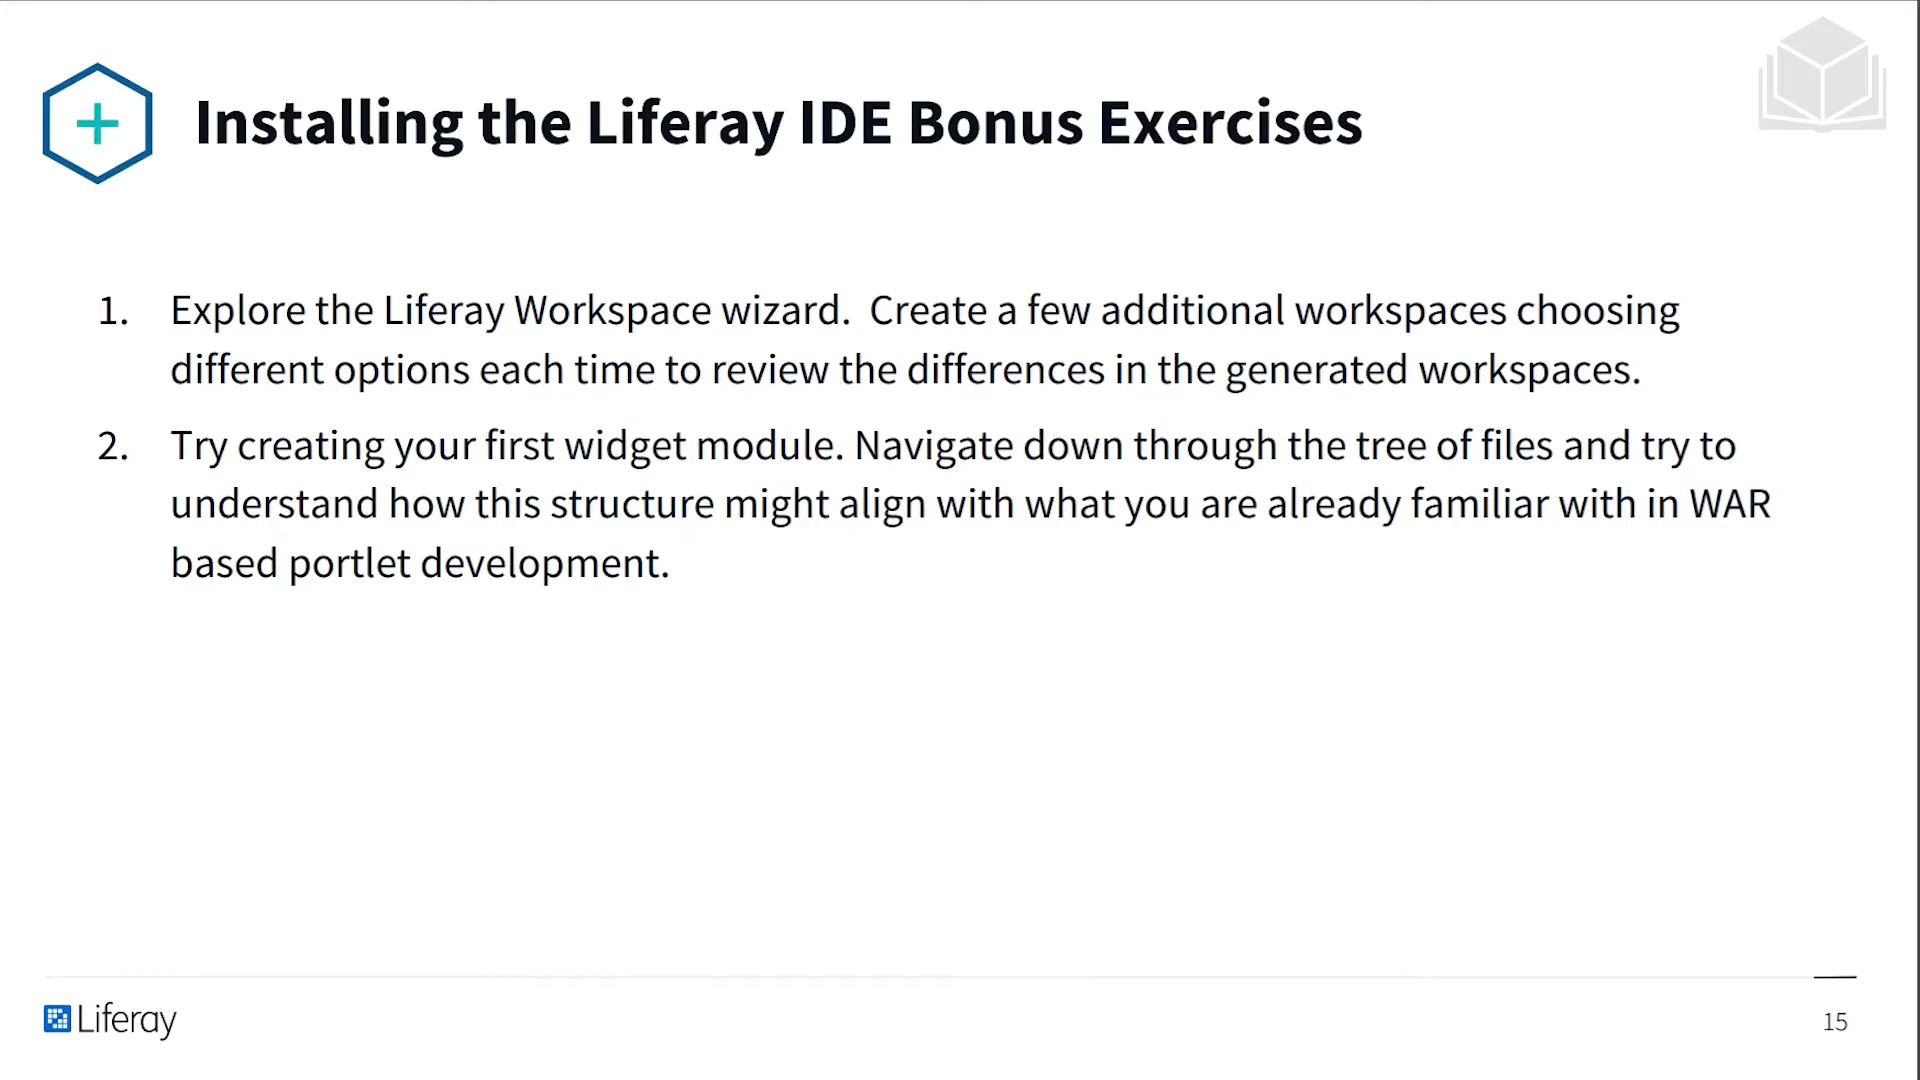 Installing the Liferay IDE Bonus Exercises
1. Explore the Liferay Workspace wizard. Create a few additional workspaces choosing
different options each time to review the differences in the generated workspaces.
2. Try creating your first widget module. Navigate down through the tree of files and try to
understand how this structure might align with what you are already familiar with in WAR
based portlet development.
Liferay
15